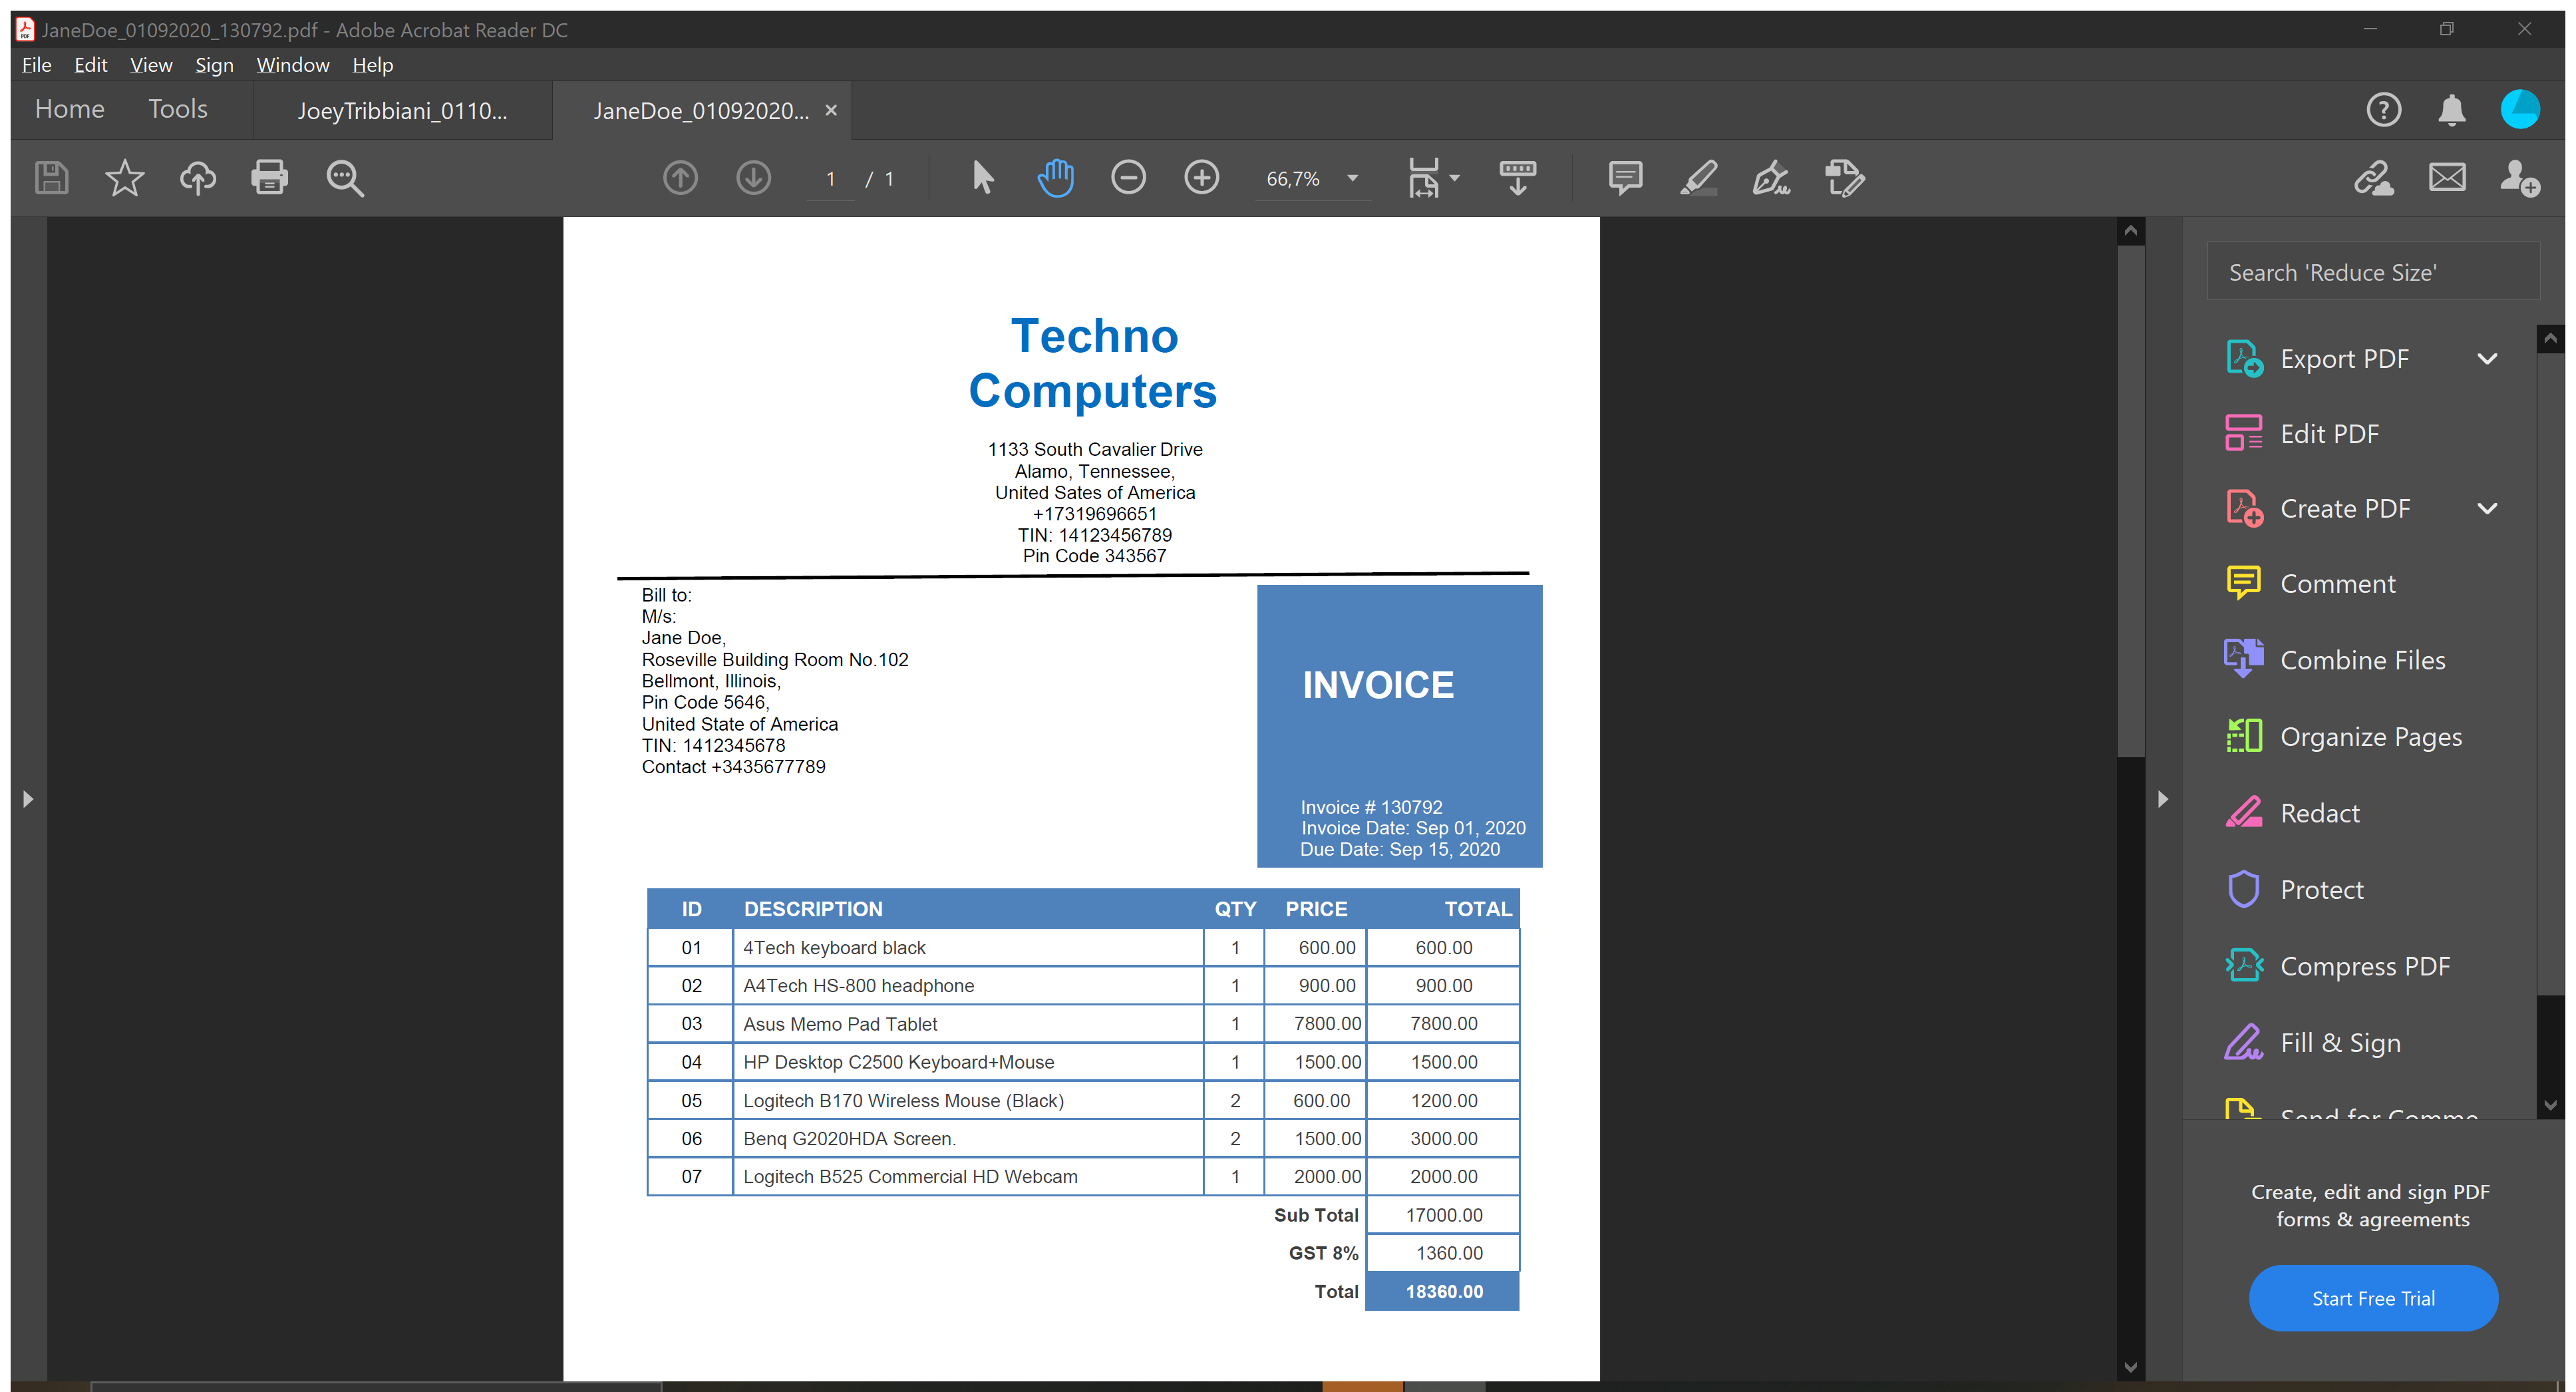 JaneDoe_01092020_130792.pdf - Adobe Acrobat Reader DC
File Edit View Sign Window Help
Home Tools JoeyTribbiani_0110... JaneDoe_01092020... ×
1 / 1 66,7%
Search 'Reduce Size'
Export PDF
Edit PDF
Create PDF
Comment
Combine Files
Organize Pages
Redact
Protect
Compress PDF
Fill & Sign
Send for Comme
Create, edit and sign PDF
forms & agreements
Start Free Trial
Techno
Computers
1133 South Cavalier Drive
Alamo, Tennessee,
United Sates of America
+17319696651
TIN: 14123456789
Pin Code 343567
Bill to:
M/s:
Jane Doe,
Roseville Building Room No.102
Bellmont, Illinois,
Pin Code 5646,
United State of America
TIN: 1412345678
Contact +3435677789
INVOICE
Invoice # 130792
Invoice Date: Sep 01, 2020
Due Date: Sep 15, 2020
ID DESCRIPTION QTY PRICE TOTAL
01 4Tech keyboard black 1 600.00 600.00
02 A4Tech HS-800 headphone 1 900.00 900.00
03 Asus Memo Pad Tablet 1 7800.00 7800.00
04 HP Desktop C2500 Keyboard+Mouse 1 1500.00 1500.00
05 Logitech B170 Wireless Mouse (Black) 2 600.00 1200.00
06 Benq G2020HDA Screen. 2 1500.00 3000.00
07 Logitech B525 Commercial HD Webcam 1 2000.00 2000.00
Sub Total 17000.00
GST 8% 1360.00
Total 18360.00